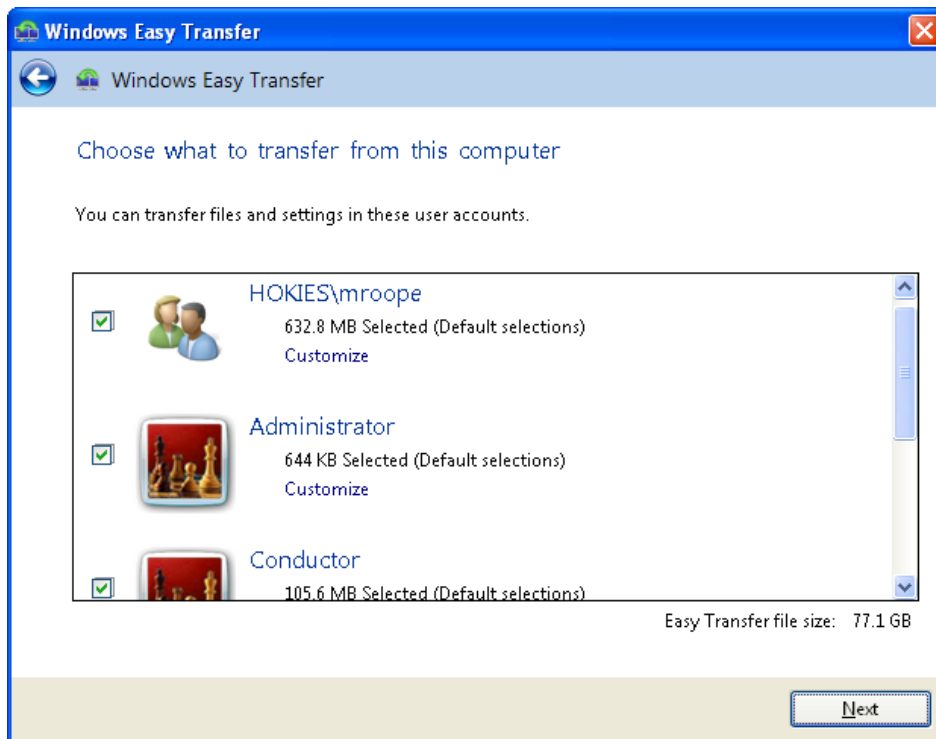 Windows Easy Transfer
Windows Easy Transfer
Choose what to transfer from this computer
You can transfer files and settings in these user accounts.
HOKIES\mroope
632.8 MB Selected (Default selections)
Customize
Administrator
644 KB Selected (Default selections)
Customize
Conductor
105.6 MB Selected (Default selections)
Easy Transfer file size: 77.1 GB
Next